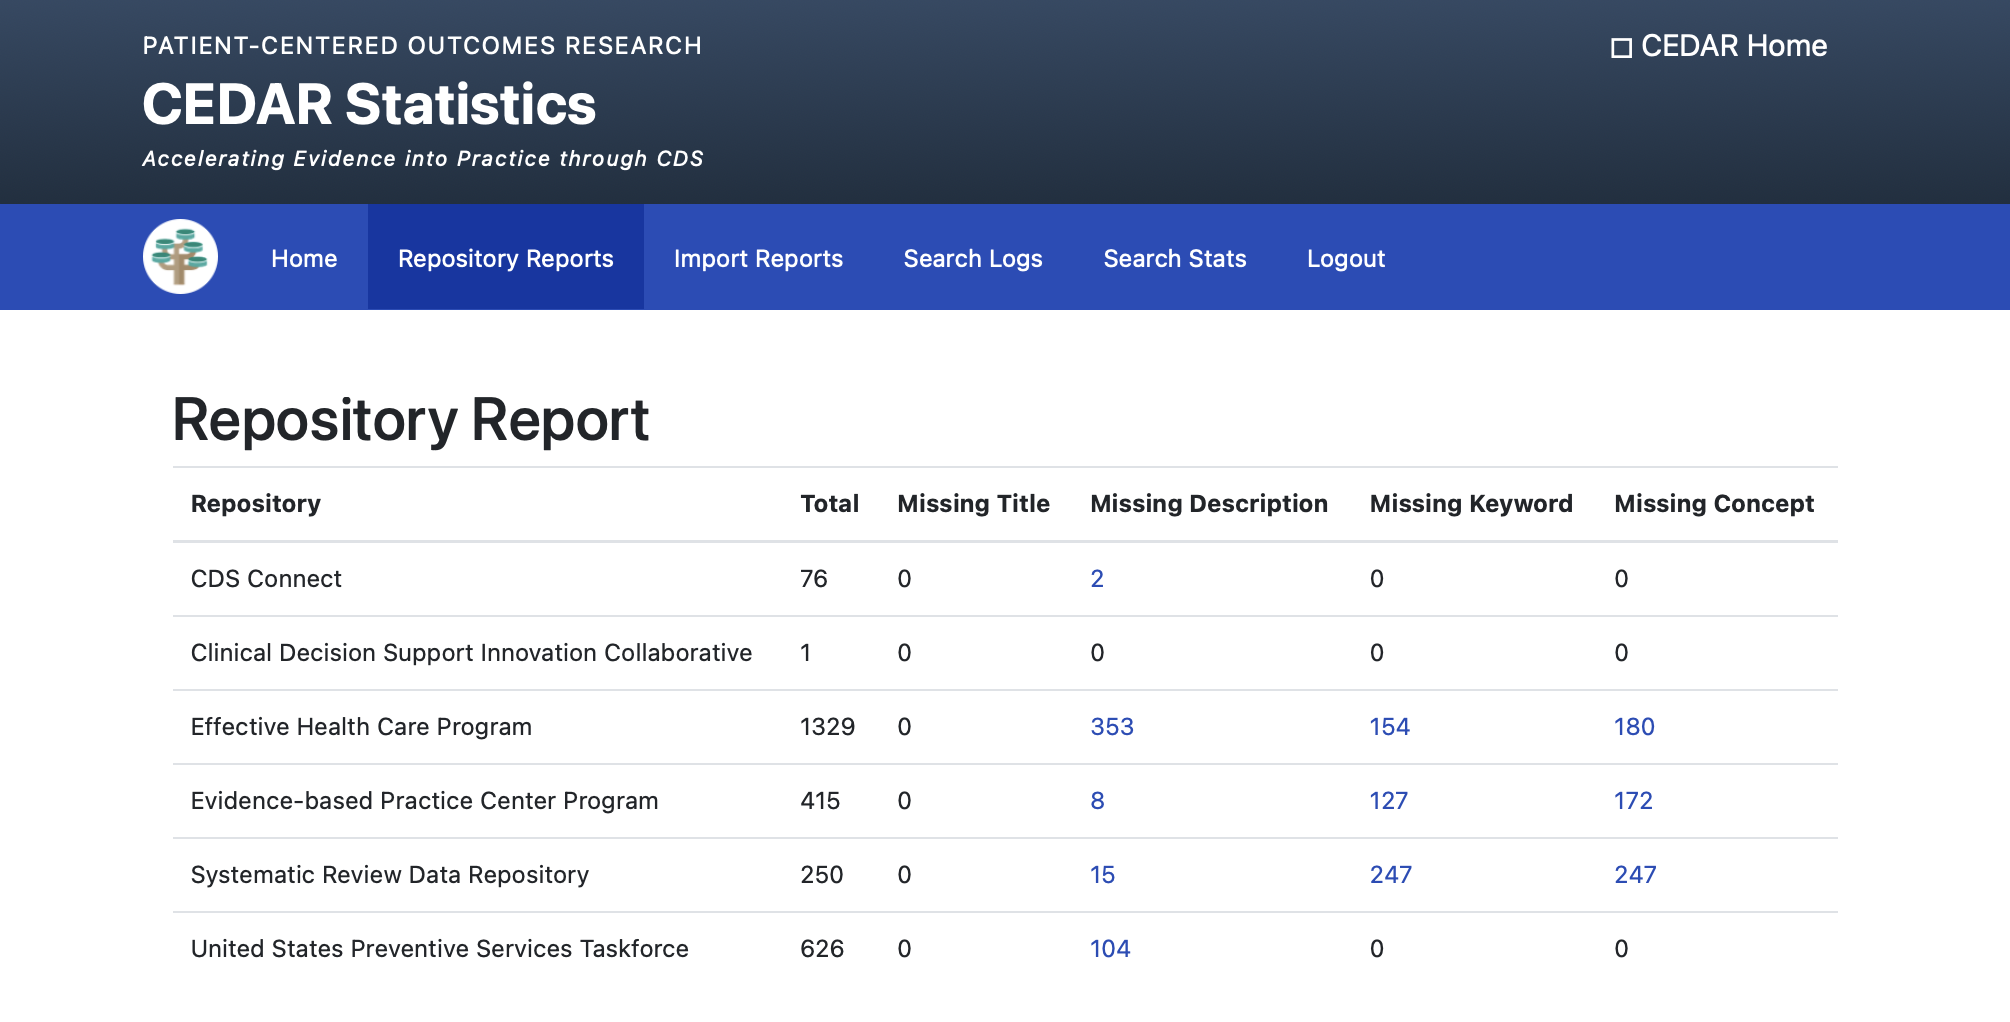 PATIENT-CENTERED OUTCOMES RESEARCH
CEDAR Home
CEDAR Statistics
Accelerating Evidence into Practice through CDS
Home Repository Reports Import Reports Search Logs Search Stats Logout
Repository Report
Repository Total Missing Title Missing Description Missing Keyword Missing Concept
CDS Connect 76 0 2 0 0
Clinical Decision Support Innovation Collaborative 1 0 0 0 0
Effective Health Care Program 1329 0 353 154 180
Evidence-based Practice Center Program 415 0 8 127 172
Systematic Review Data Repository 250 0 15 247 247
United States Preventive Services Taskforce 626 0 104 0 0